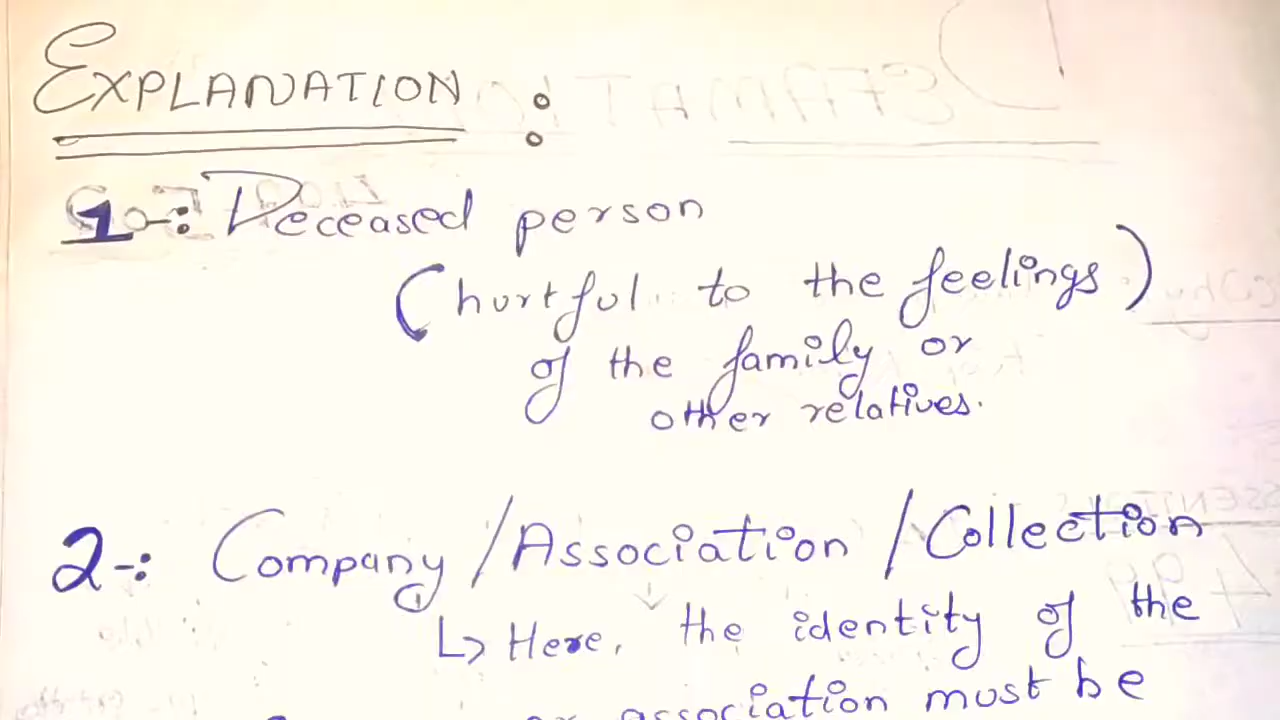 EXPLANATION :
1-: Deceased person
(hurtful to the feelings)
of the family or
other relatives.
2-: Company/Association/Collection
↳ Here, the identity of the
association must be